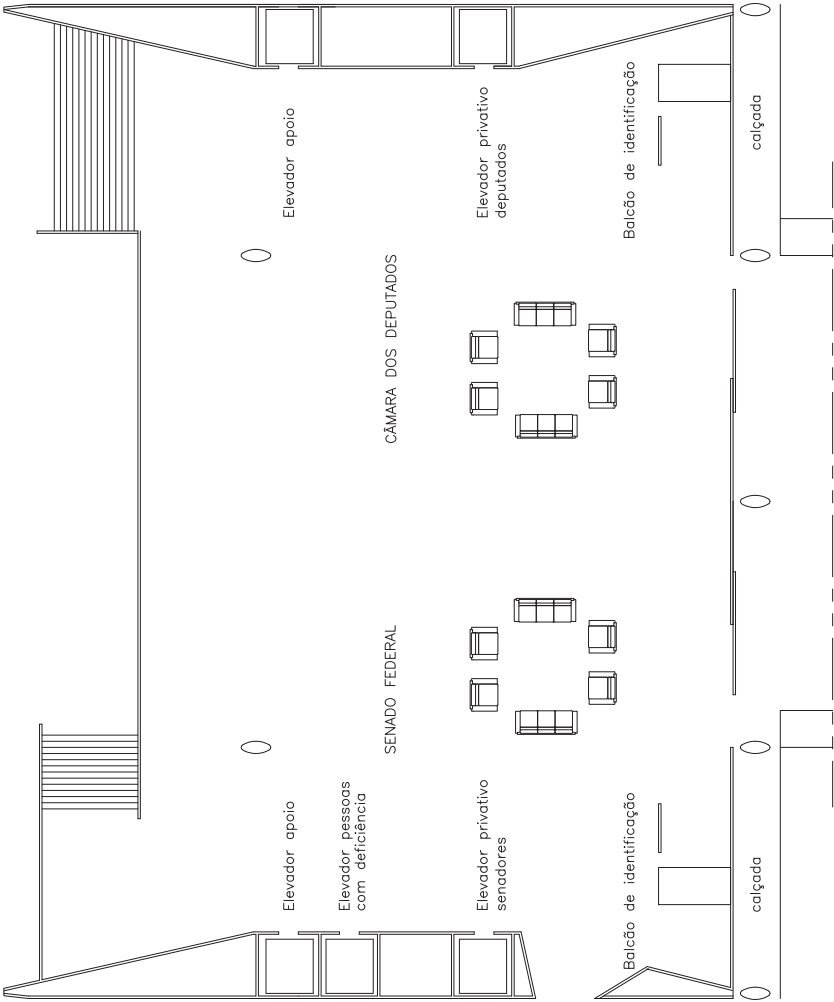 Elevador apoio
Elevador pessoas
com deficiência
Elevador privativo
senadores
Balcão de identificação
calçada
SENADO FEDERAL
CÂMARA DOS DEPUTADOS
Elevador apoio
Elevador privativo
deputados
Balcão de identificação
calçada